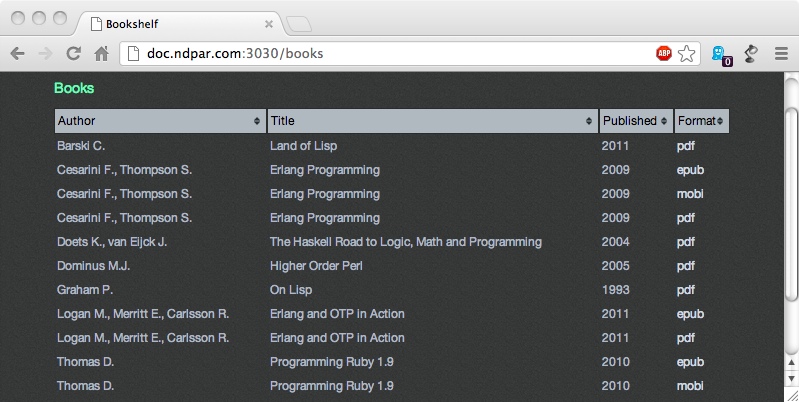 Bookshelf
doc.ndpar.com:3030/books
ABP
0
Books
Author Title Published Format
Barski C. Land of Lisp 2011 pdf
Cesarini F., Thompson S. Erlang Programming 2009 epub
Cesarini F., Thompson S. Erlang Programming 2009 mobi
Cesarini F., Thompson S. Erlang Programming 2009 pdf
Doets K., van Eijck J. The Haskell Road to Logic, Math and Programming 2004 pdf
Dominus M.J. Higher Order Perl 2005 pdf
Graham P. On Lisp 1993 pdf
Logan M., Merritt E., Carlsson R. Erlang and OTP in Action 2011 epub
Logan M., Merritt E., Carlsson R. Erlang and OTP in Action 2011 pdf
Thomas D. Programming Ruby 1.9 2010 epub
Thomas D. Programming Ruby 1.9 2010 mobi